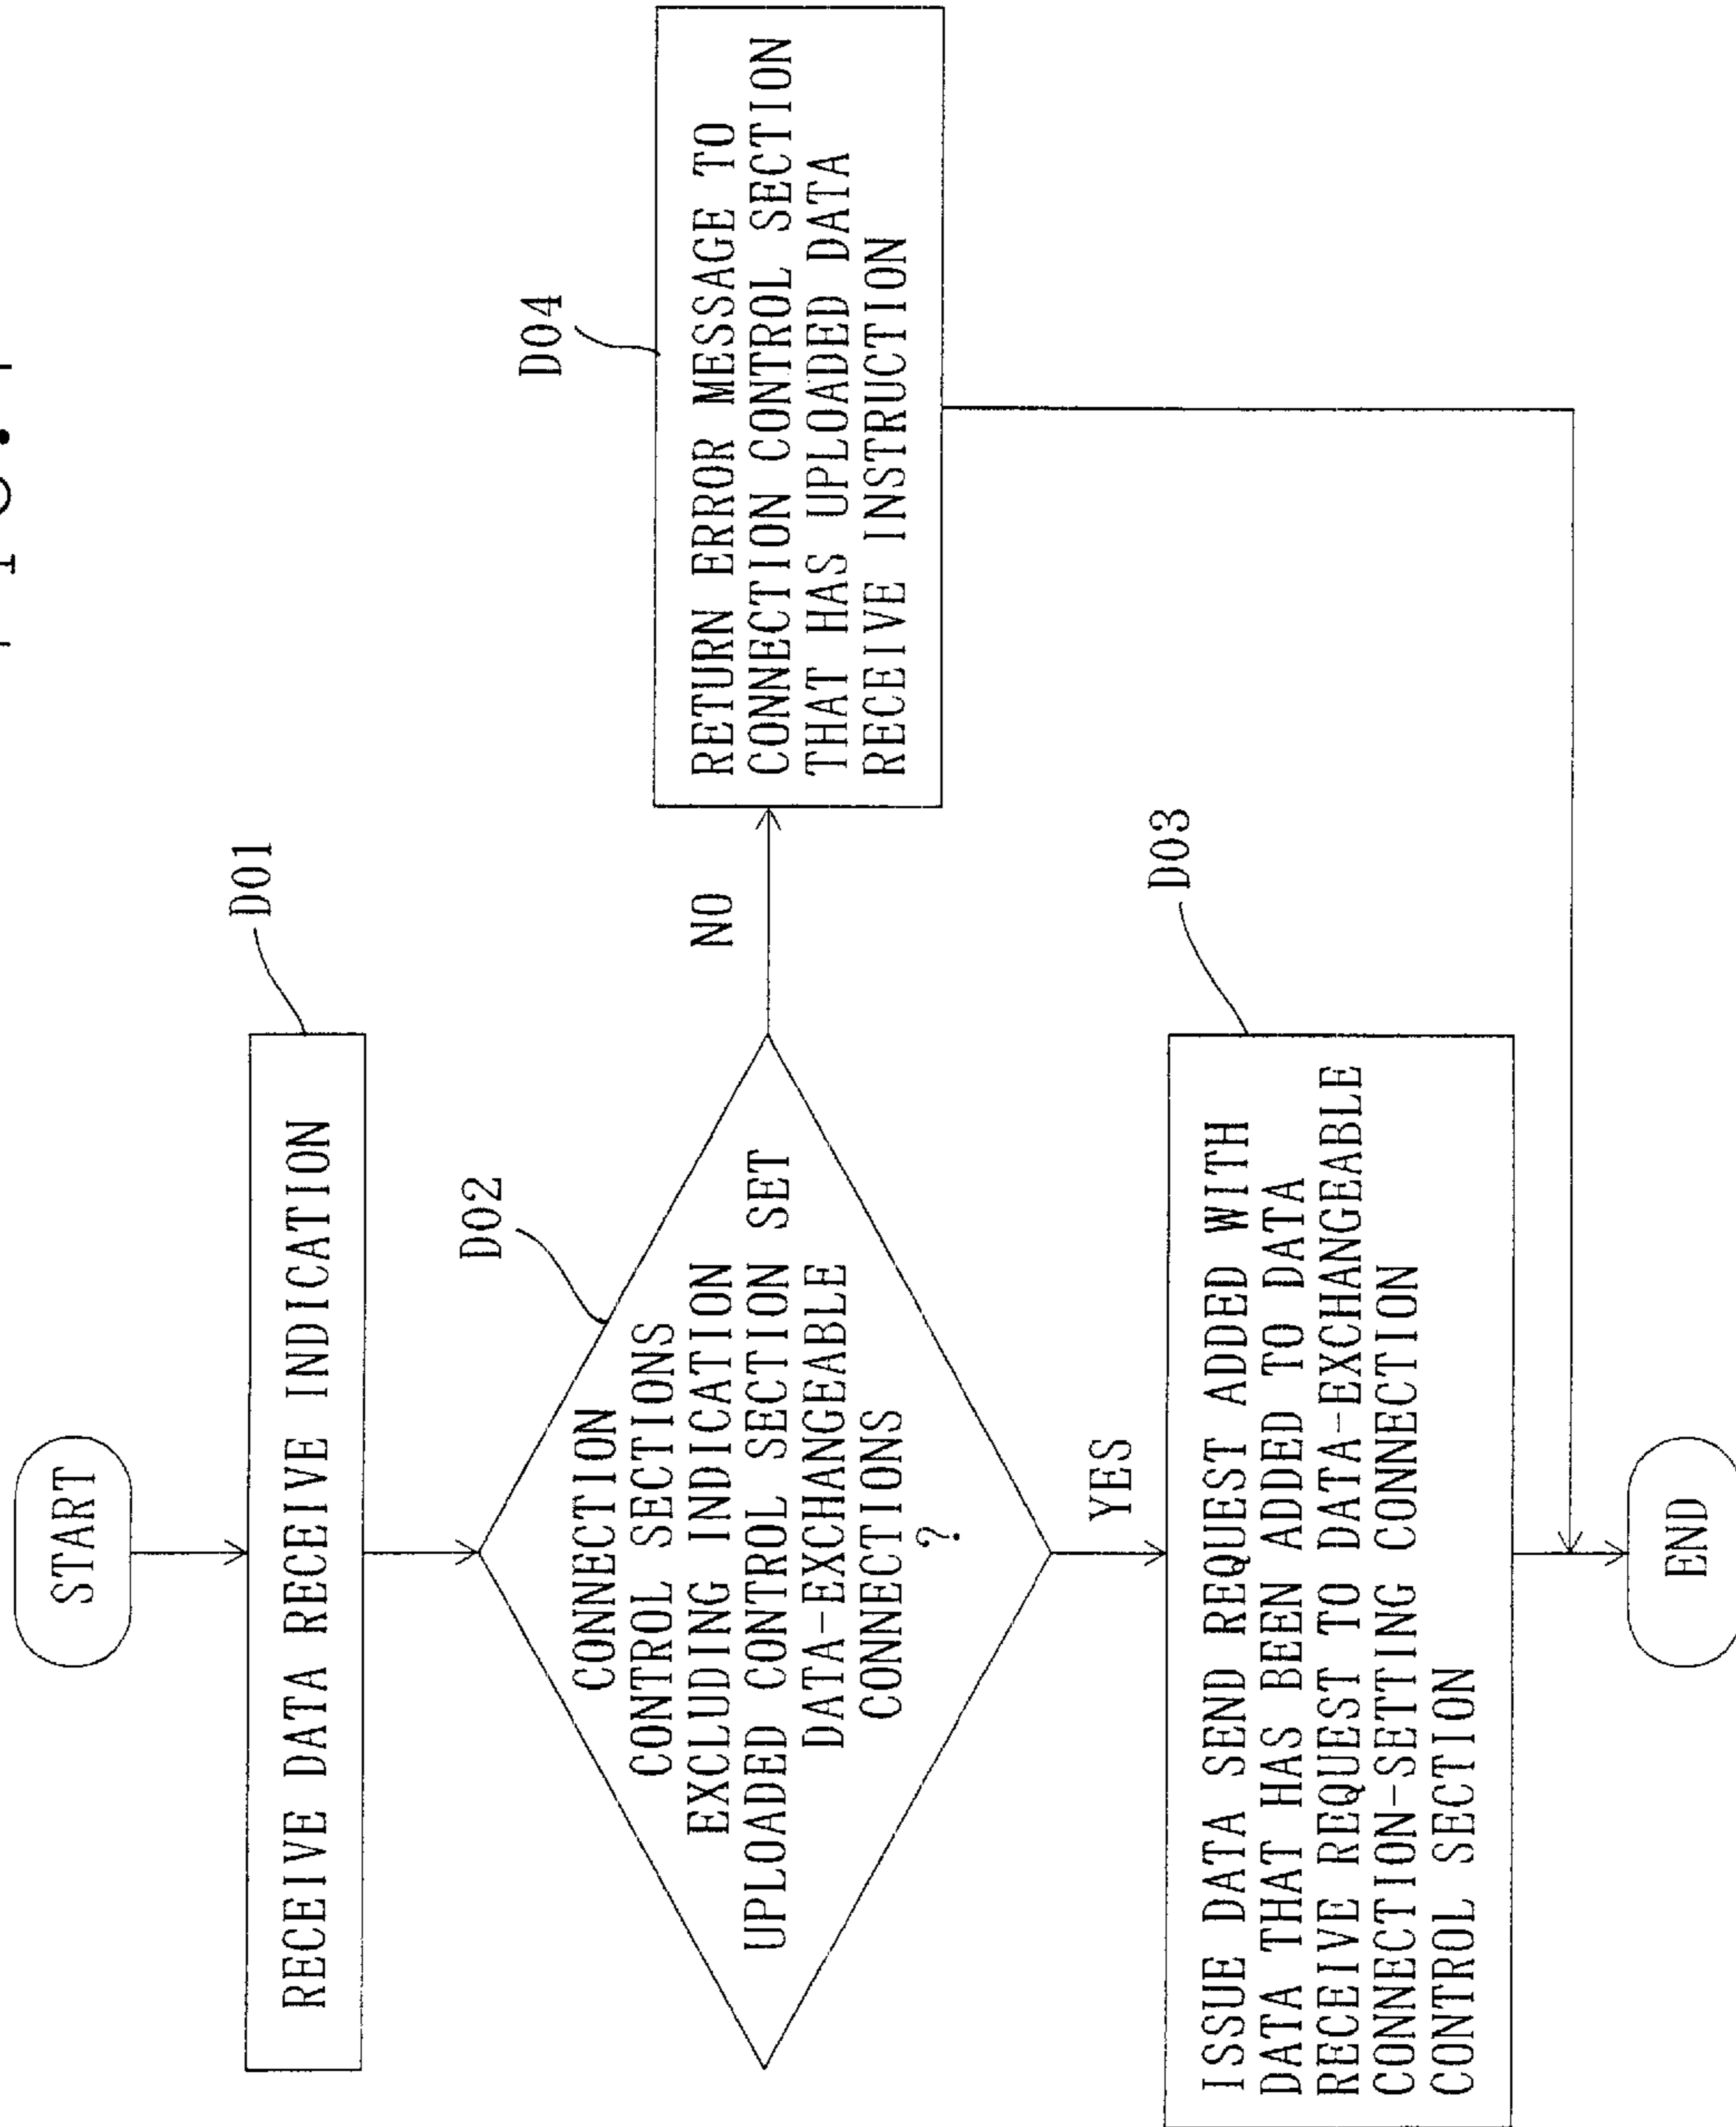 START
D01
RECEIVE DATA RECEIVE INDICATION
D02
CONNECTION
CONTROL SECTIONS
EXCLUDING INDICATION
UPLOADED CONTROL SECTION SET
DATA-EXCHANGEABLE
CONNECTIONS
?
NO
D04
RETURN ERROR MESSAGE TO
CONNECTION CONTROL SECTION
THAT HAS UPLOADED DATA
RECEIVE INSTRUCTION
YES
D03
ISSUE DATA SEND REQUEST ADDED WITH
DATA THAT HAS BEEN ADDED TO DATA
RECEIVE REQUEST TO DATA-EXCHANGEABLE
CONNECTION-SETTING CONNECTION
CONTROL SECTION
END